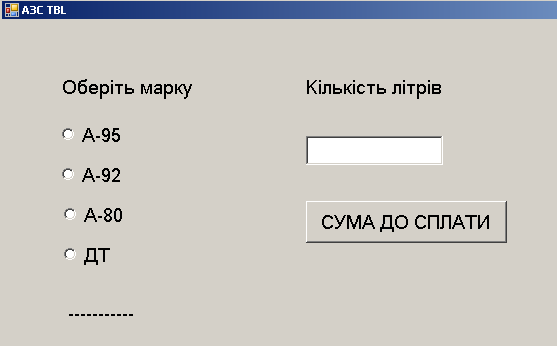 АЗС TBL
Оберіть марку
Кількість літрів
А-95
А-92
А-80
ДТ
СУМА ДО СПЛАТИ
-----------